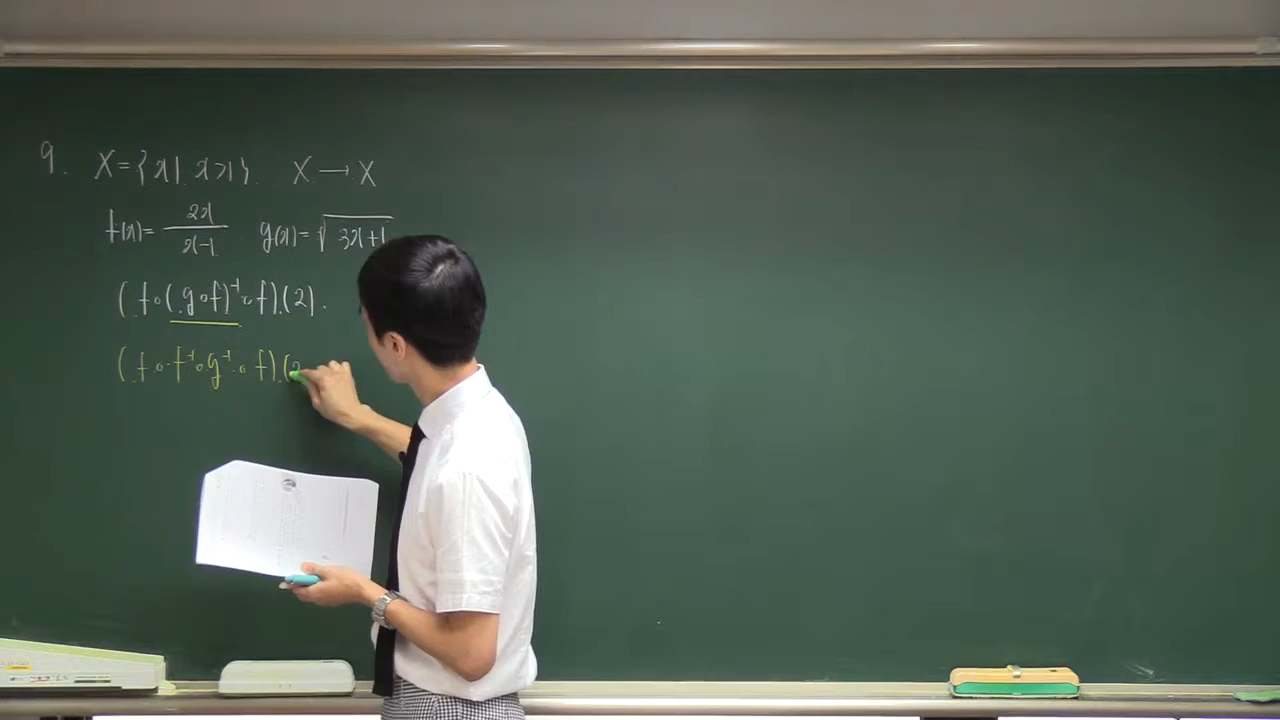 9. X={x| x>1} X→X
f(x)= 2x/x-1 g(x)=√3x+1
(f∘(g∘f)⁻¹∘f)(2).
(f∘f⁻¹∘g⁻¹∘f)(2